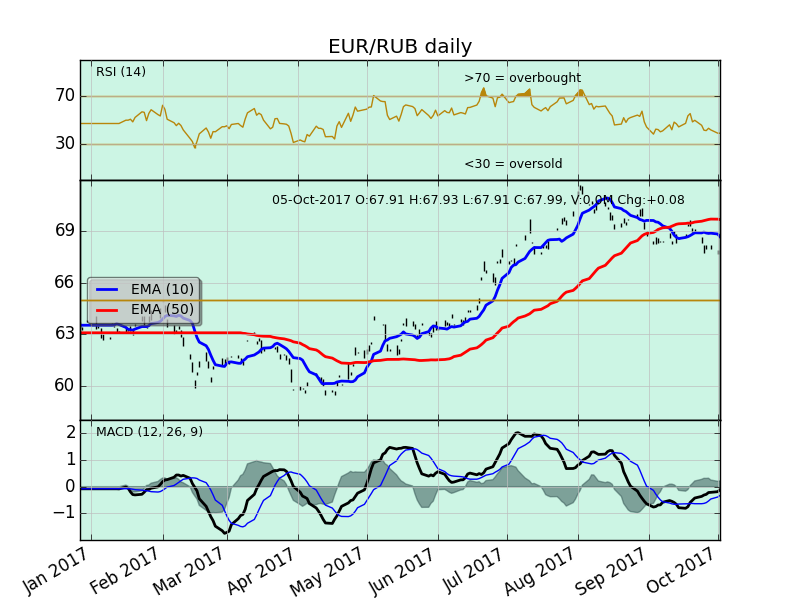 EUR/RUB daily
RSI (14)
>70 = overbought
70
30
<30 = oversold
05-Oct-2017 O:67.91 H:67.93 L:67.91 C:67.99, Chg:+0.08
69
66
EMA (10)
EMA (50)
63
60
MACD (12, 26, 9)
2
1
0
−1
Jan 2017
Feb 2017
Mar 2017
Apr 2017
May 2017
Jun 2017
Jul 2017
Aug 2017
Sep 2017
Oct 2017